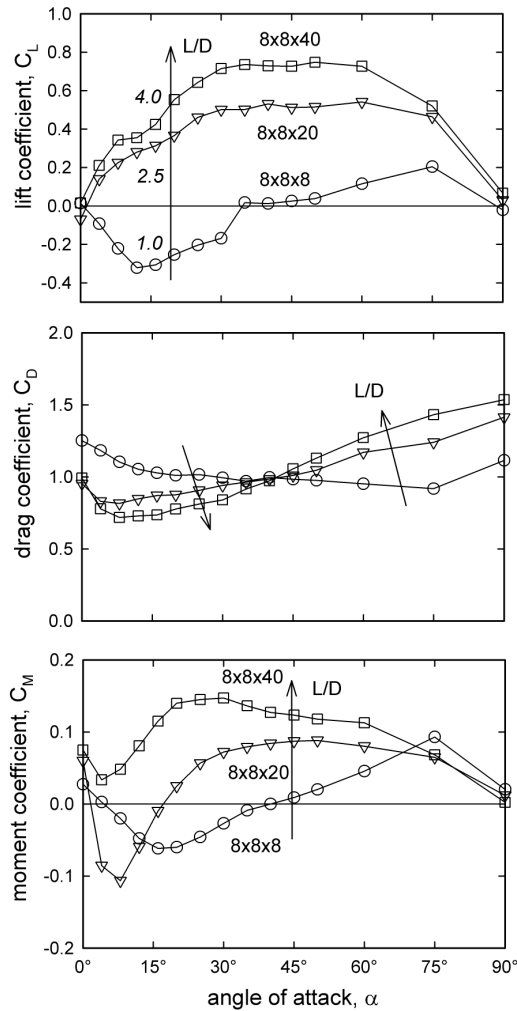 lift coefficient, C_L
0.8
0.6
0.4
0.2
0.0
-0.2
-0.4
L/D
8x8x40
4.0
8x8x20
2.5
8x8x8
1.0
drag coefficient, C_D
2.0
1.5
1.0
0.5
0.0
L/D
moment coefficient, C_M
0.2
0.1
0.0
-0.1
-0.2
8x8x40
L/D
8x8x20
8x8x8
0° 15° 30° 45° 60° 75° 90°
angle of attack, α